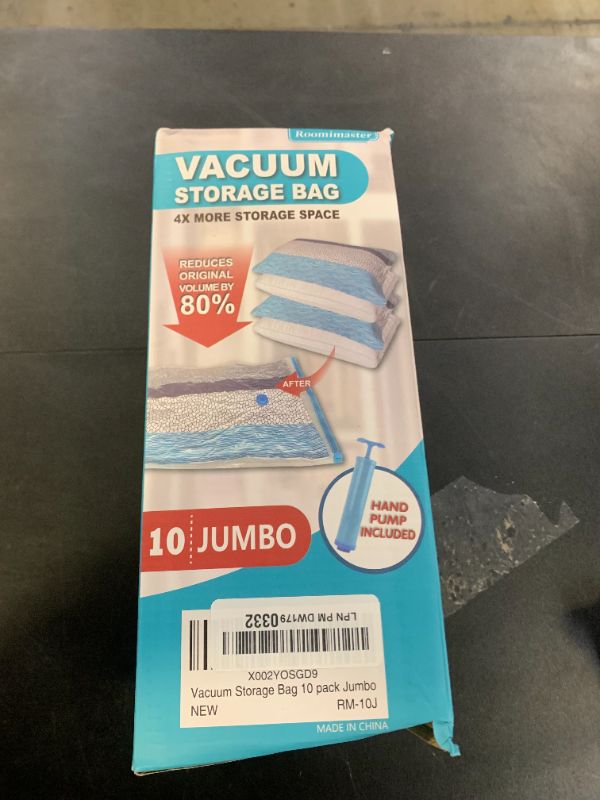 Roomimaster
VACUUM
STORAGE BAG
4X MORE STORAGE SPACE
REDUCES
ORIGINAL
VOLUME BY
80%
AFTER
HAND
PUMP
INCLUDED
10 JUMBO
LPN PM DW1790332
X002YOSGD9
Vacuum Storage Bag 10 pack Jumbo
NEW RM-10J
MADE IN CHINA